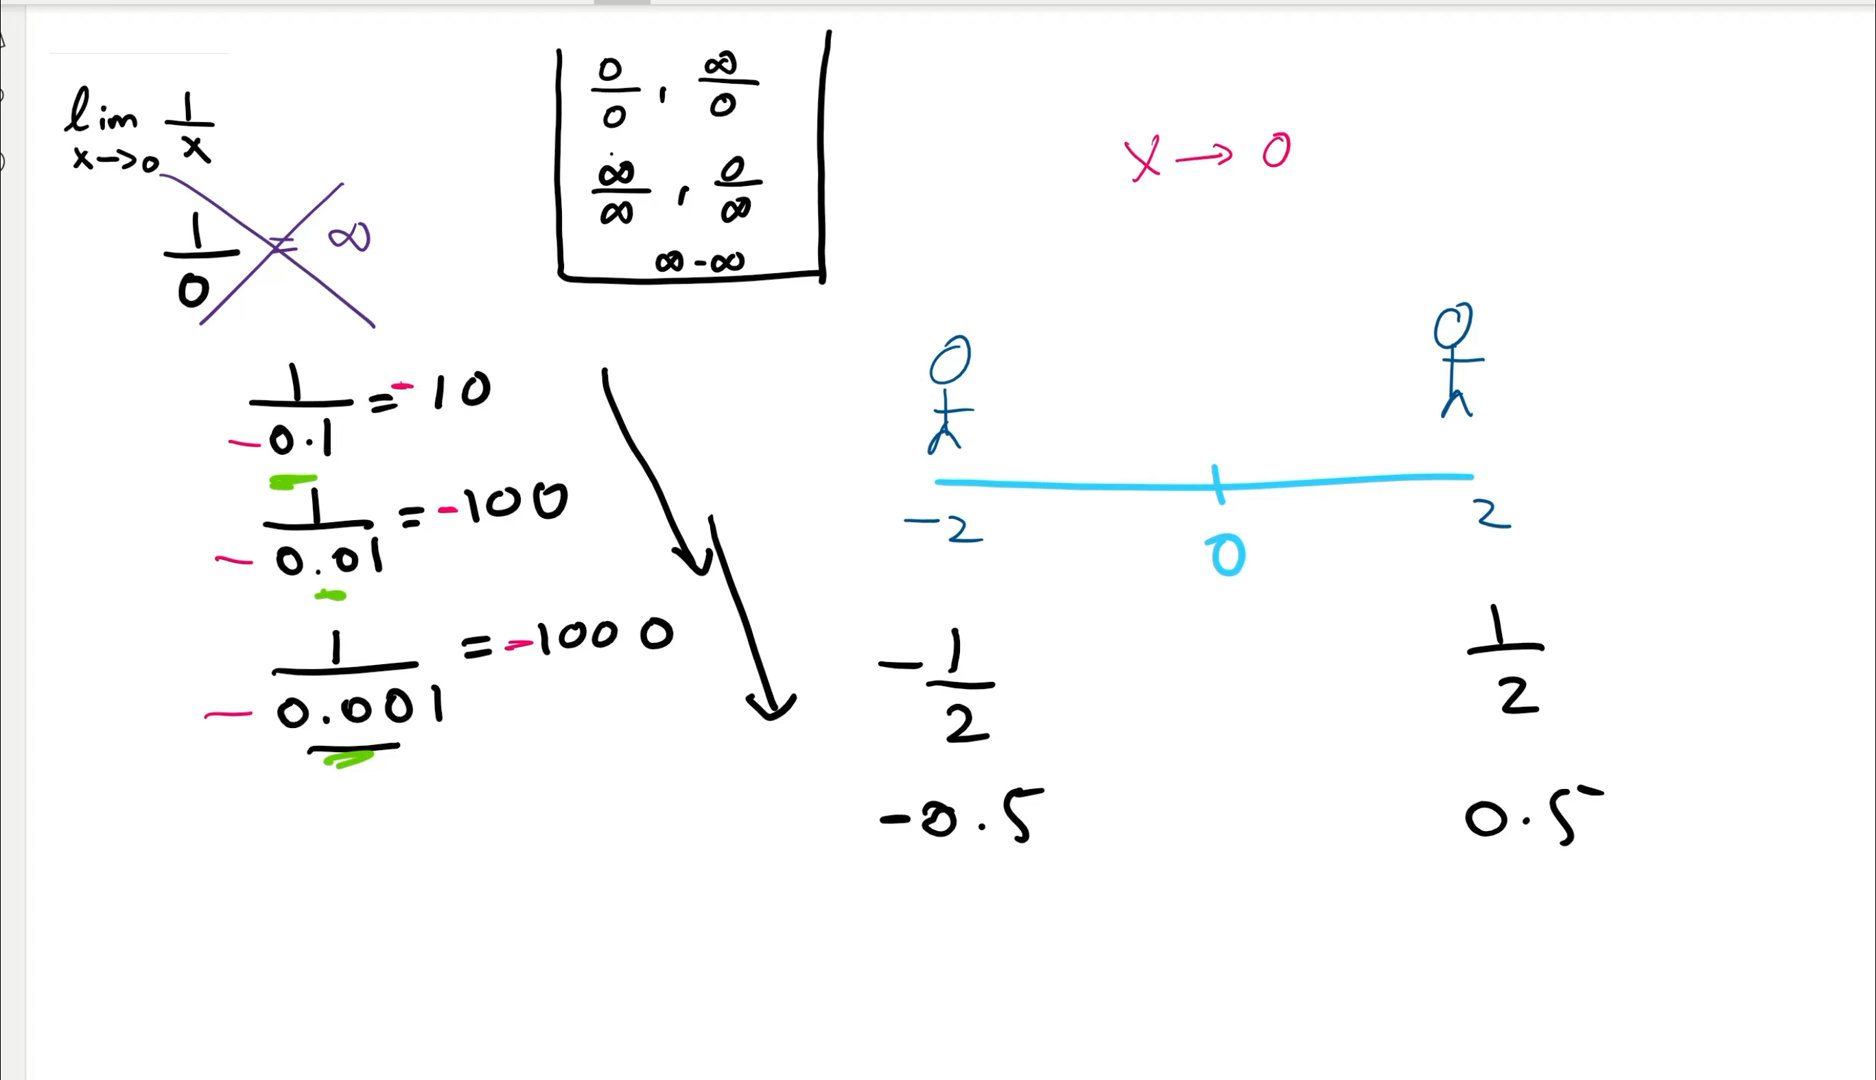 lim 1/x
x→0
1/0 = ∞
0/0 , ∞/0
∞/∞ , 0/∞
∞ - ∞
x → 0
1/-0.1 = -10
1/-0.01 = -100
1/-0.001 = -1000
-2 0 2
-1/2 1/2
-0.5 0.5